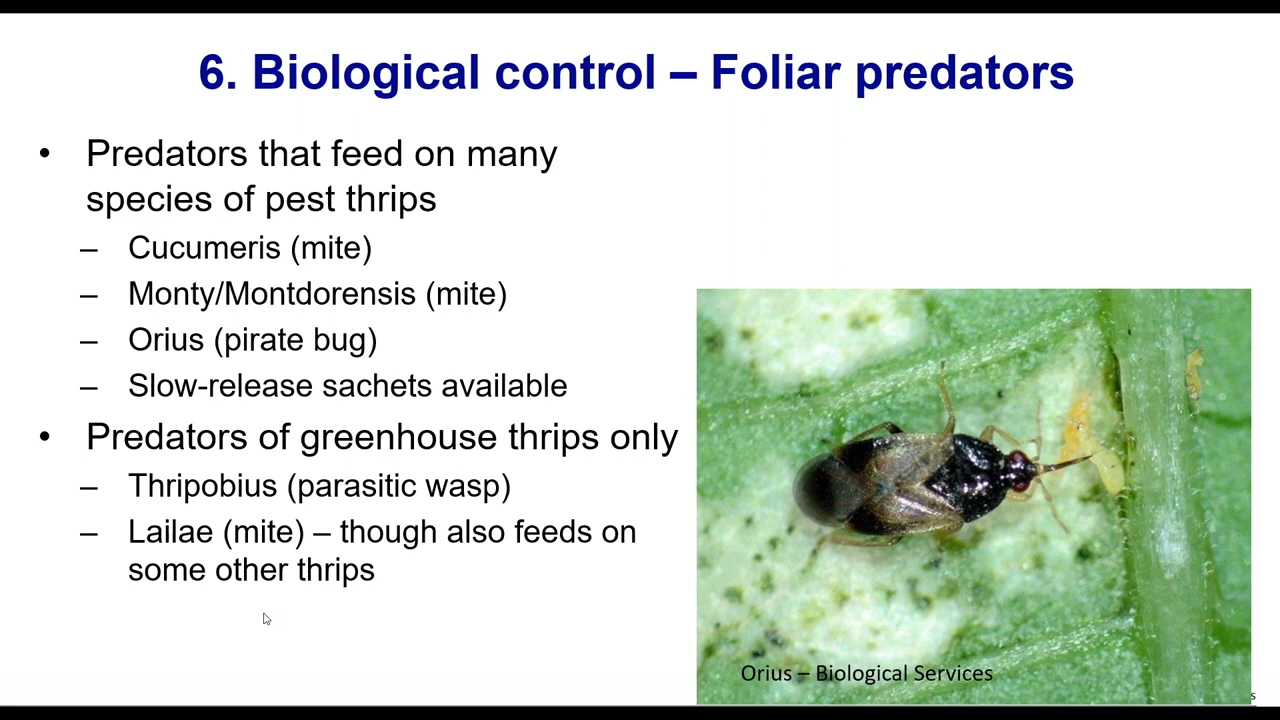 6. Biological control – Foliar predators
• Predators that feed on many
species of pest thrips
– Cucumeris (mite)
– Monty/Montdorensis (mite)
– Orius (pirate bug)
– Slow-release sachets available
• Predators of greenhouse thrips only
– Thripobius (parasitic wasp)
– Lailae (mite) – though also feeds on
some other thrips
Orius – Biological Services